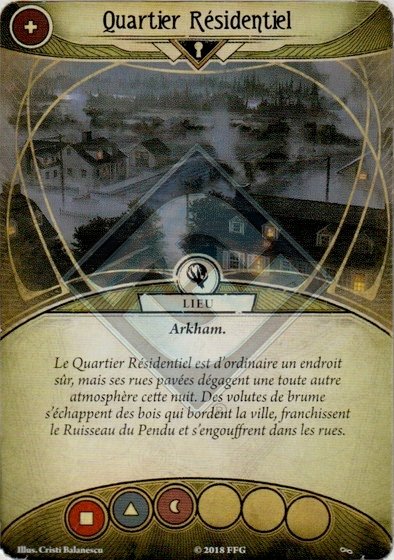 Quartier Résidentiel
LIEU
Arkham.
Le Quartier Résidentiel est d'ordinaire un endroit
sûr, mais ses rues pavées dégagent une toute autre
atmosphère cette nuit. Des volutes de brume
s'échappent des bois qui bordent la ville, franchissent
le Ruisseau du Pendu et s'engouffrent dans les rues.
Illus. Cristi Balanescu
© 2018 FFG